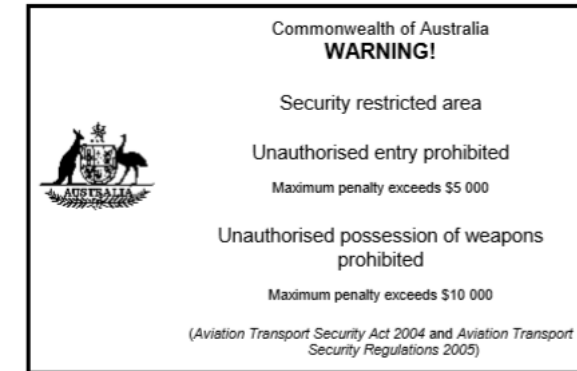 Commonwealth of Australia
WARNING!
Security restricted area
AUSTRALIA
Unauthorised entry prohibited
Maximum penalty exceeds $5 000
Unauthorised possession of weapons
prohibited
Maximum penalty exceeds $10 000
(Aviation Transport Security Act 2004 and Aviation Transport
Security Regulations 2005)